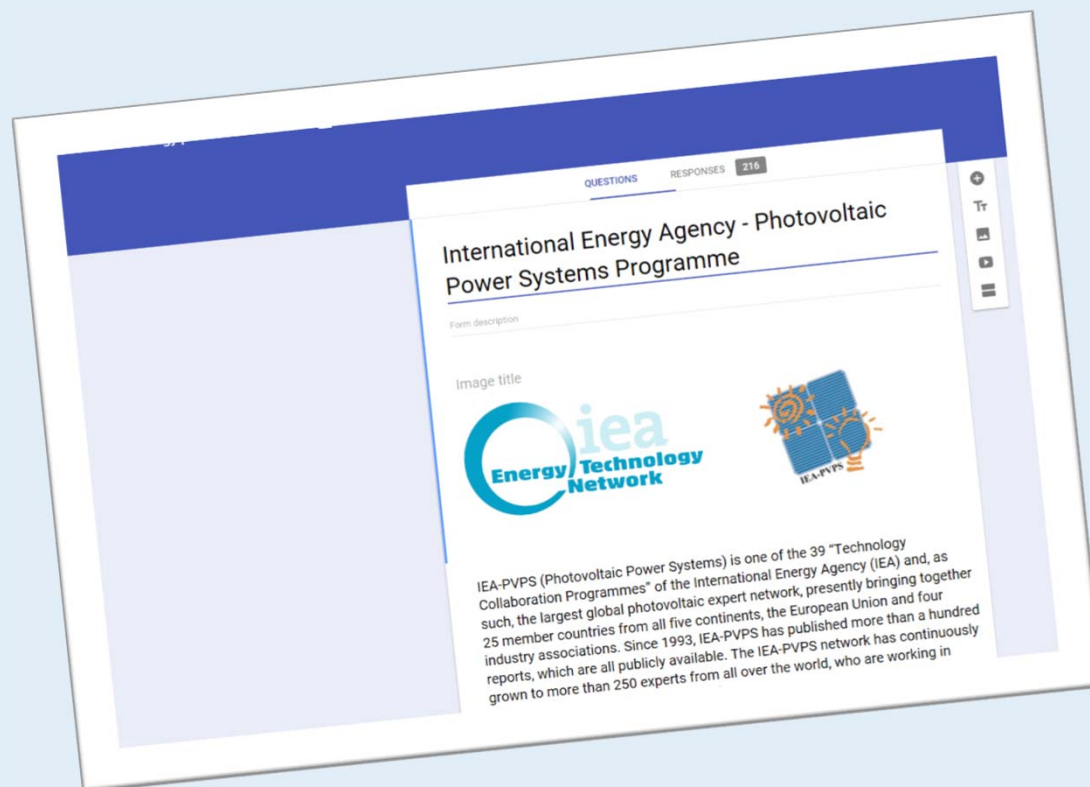 QUESTIONS RESPONSES 216
International Energy Agency - Photovoltaic
Power Systems Programme
Form description
Image title
iea
Energy Technology
Network
IEA-PVPS
IEA-PVPS (Photovoltaic Power Systems) is one of the 39 "Technology
Collaboration Programmes" of the International Energy Agency (IEA) and, as
such, the largest global photovoltaic expert network, presently bringing together
25 member countries from all five continents, the European Union and four
industry associations. Since 1993, IEA-PVPS has published more than a hundred
reports, which are all publicly available. The IEA-PVPS network has continuously
grown to more than 250 experts from all over the world, who are working in